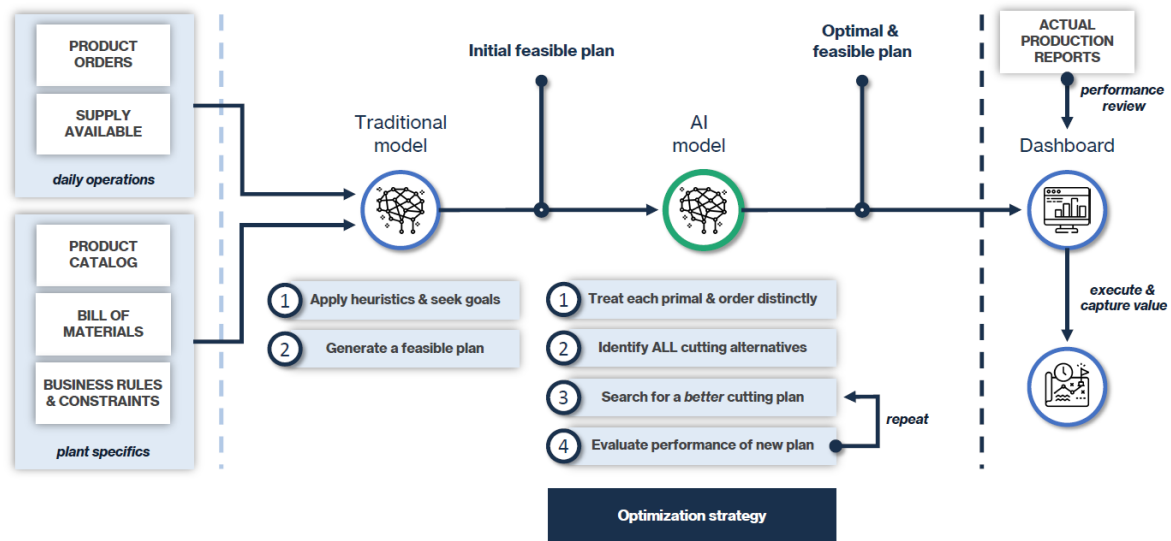 PRODUCT
ORDERS
SUPPLY
AVAILABLE
daily operations
PRODUCT
CATALOG
BILL OF
MATERIALS
BUSINESS RULES
& CONSTRAINTS
plant specifics
Traditional
model
1 Apply heuristics & seek goals
2 Generate a feasible plan
Initial feasible plan
AI
model
1 Treat each primal & order distinctly
2 Identify ALL cutting alternatives
3 Search for a better cutting plan
4 Evaluate performance of new plan
repeat
Optimization strategy
Optimal &
feasible plan
ACTUAL
PRODUCTION
REPORTS
performance
review
Dashboard
execute &
capture value